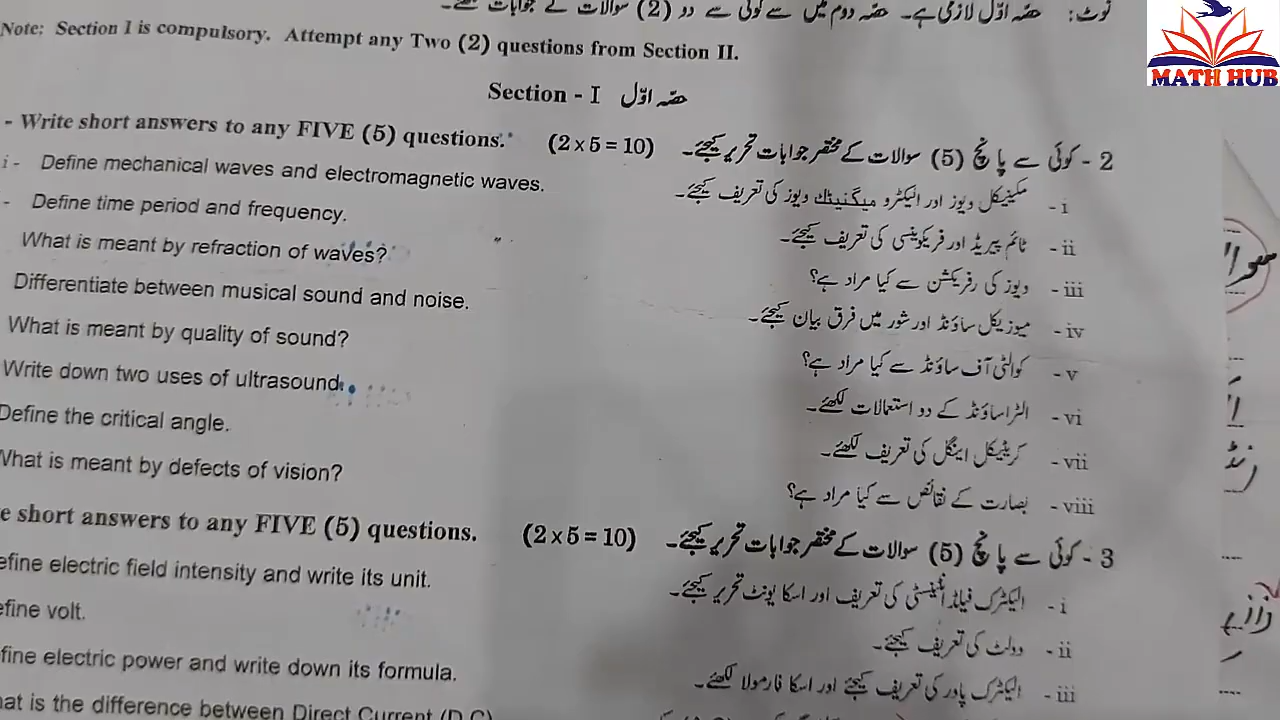 نوٹ: حصّہ اوّل لازمی ہے۔ حصّہ دوم میں سے کوئی سے دو (2) سوالات کے جوابات لکھئے۔
Note: Section I is compulsory. Attempt any Two (2) questions from Section II.
MATH HUB
Section - I حصّہ اوّل
- Write short answers to any FIVE (5) questions. (2 x 5 = 10) 2 - کوئی سے پانچ (5) سوالات کے مختصر جوابات تحریر کیجئے۔
i - Define mechanical waves and electromagnetic waves. i - مکینیکل ویوز اور الیکٹرو میگنیٹک ویوز کی تعریف کیجئے۔
- Define time period and frequency. ii - ٹائم پیریڈ اور فریکوینسی کی تعریف کیجئے۔
What is meant by refraction of waves? iii - ویوز کی رفریکشن سے کیا مراد ہے؟
Differentiate between musical sound and noise. iv - میوزیکل ساؤنڈ اور شور میں فرق بیان کیجئے۔
What is meant by quality of sound? v - کوالٹی آف ساؤنڈ سے کیا مراد ہے؟
Write down two uses of ultrasound. vi - الٹراساؤنڈ کے دو استعمالات لکھئے۔
Define the critical angle. vii - کریٹیکل اینگل کی تعریف لکھئے۔
What is meant by defects of vision? viii - بصارت کے نقائص سے کیا مراد ہے؟
e short answers to any FIVE (5) questions. (2 x 5 = 10) 3 - کوئی سے پانچ (5) سوالات کے مختصر جوابات تحریر کیجئے۔
efine electric field intensity and write its unit. i - الیکٹرک فیلڈ انٹینسٹی کی تعریف اور اسکا یونٹ تحریر کیجئے۔
efine volt. ii - وولٹ کی تعریف کیجئے۔
fine electric power and write down its formula. iii - الیکٹرک پاور کی تعریف کیجئے اور اسکا فارمولا لکھئے۔
hat is the difference between Direct Current (D.C)